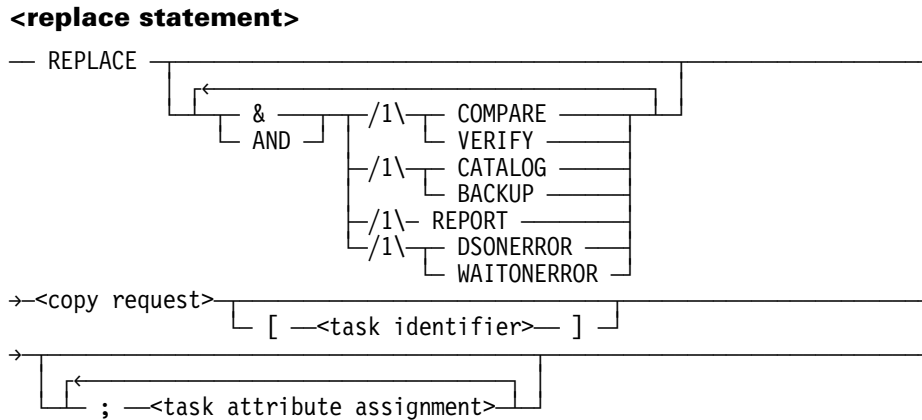 <replace statement>
REPLACE
& /1\ COMPARE
AND VERIFY
/1\ CATALOG
BACKUP
/1\ REPORT
/1\ DSONERROR
WAITONERROR
<copy request>
[ <task identifier> ]
; <task attribute assignment>